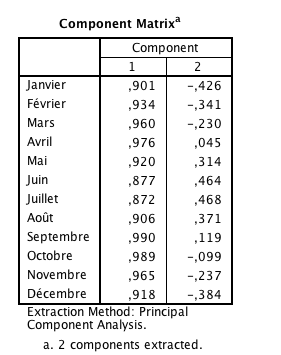 Component Matrixa
Component
1 2
Janvier ,901 -,426
Février ,934 -,341
Mars ,960 -,230
Avril ,976 ,045
Mai ,920 ,314
Juin ,877 ,464
Juillet ,872 ,468
Août ,906 ,371
Septembre ,990 ,119
Octobre ,989 -,099
Novembre ,965 -,237
Décembre ,918 -,384
Extraction Method: Principal
Component Analysis.
a. 2 components extracted.